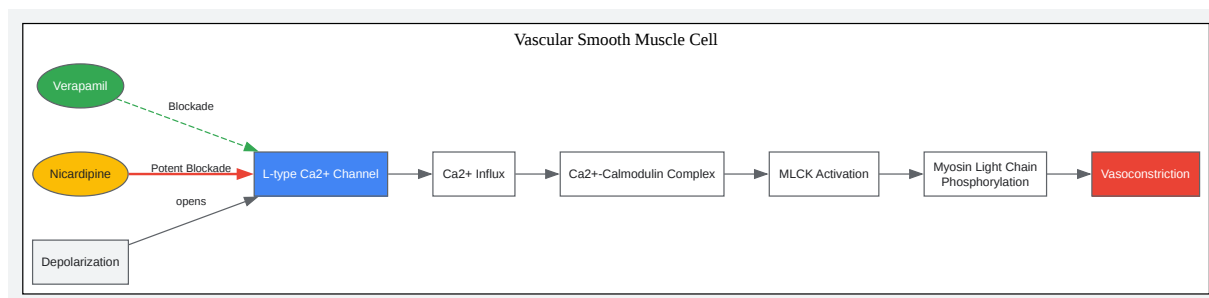 Vascular Smooth Muscle Cell
Verapamil
Blockade
Nicardipine
Potent Blockade
L-type Ca2+ Channel
Ca2+ Influx
Ca2+-Calmodulin Complex
MLCK Activation
Myosin Light Chain
Phosphorylation
Vasoconstriction
opens
Depolarization